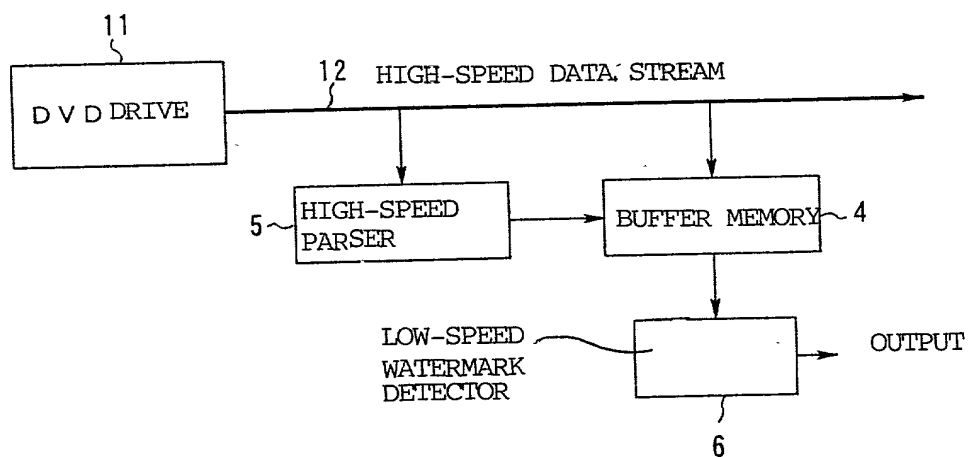 11
DVD DRIVE
12
HIGH-SPEED DATA STREAM
5
HIGH-SPEED
PARSER
BUFFER MEMORY
4
LOW-SPEED
WATERMARK
DETECTOR
OUTPUT
6